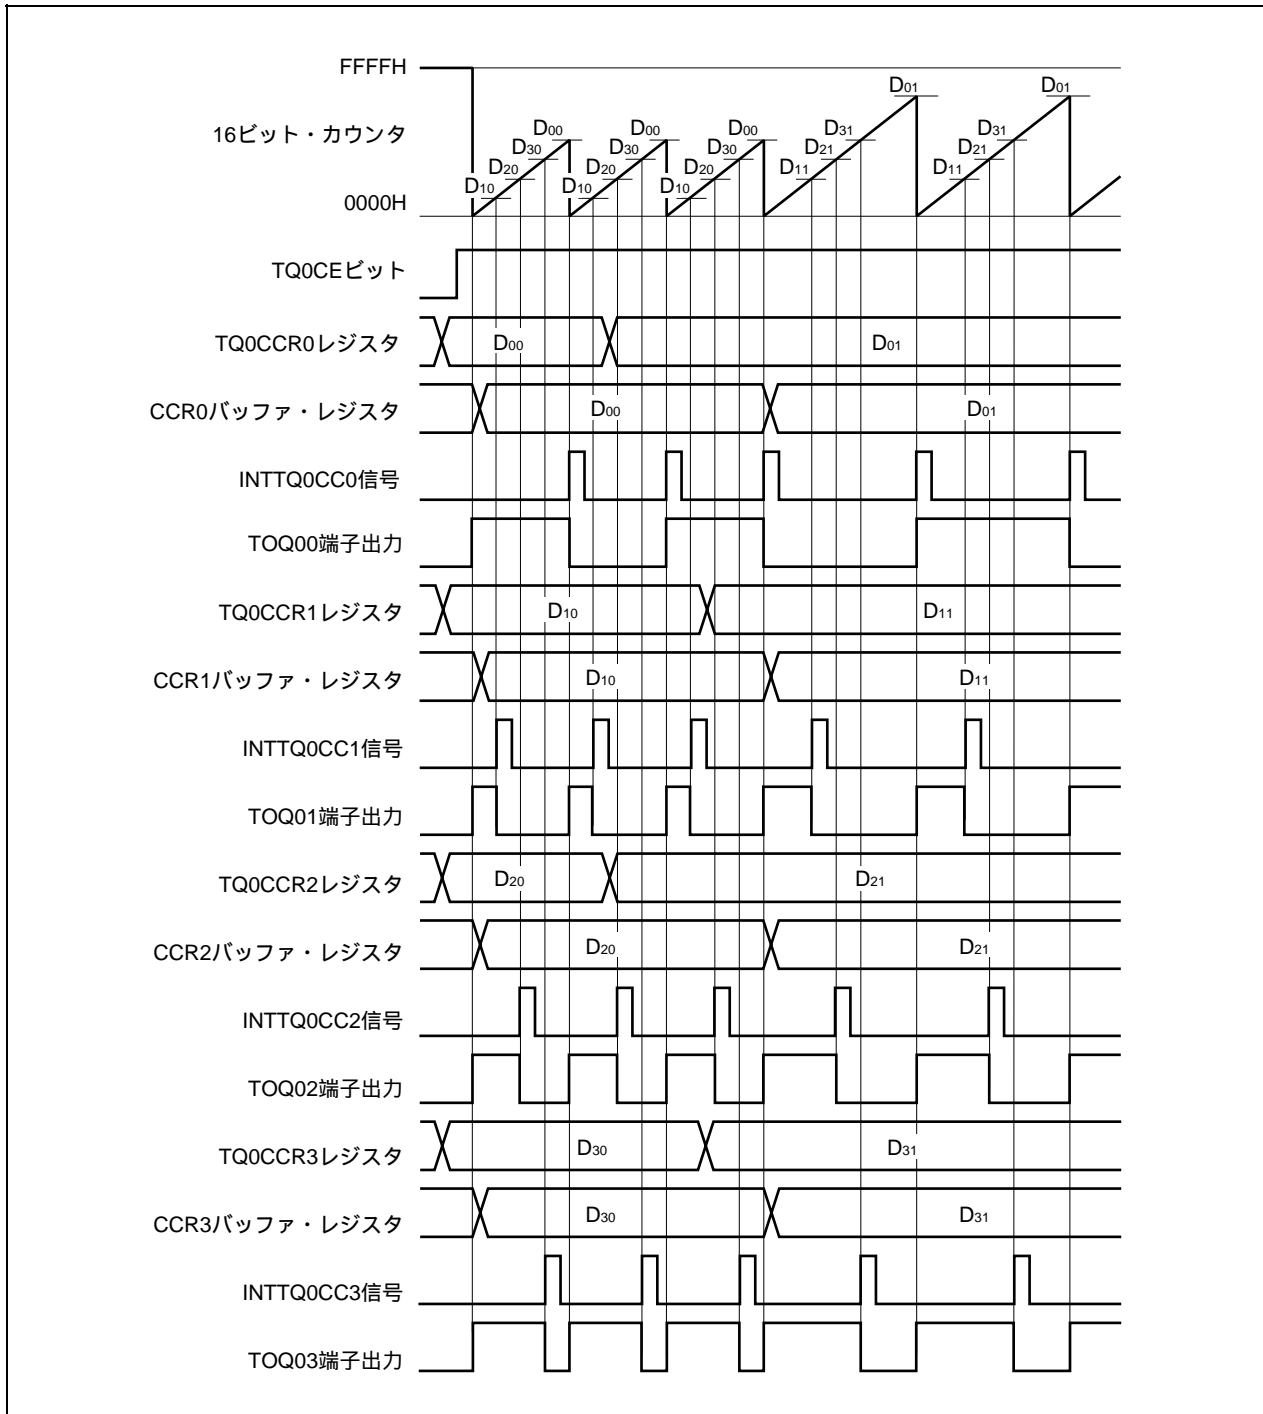 FFFFH
D01 D01
16ビット・カウンタ
D00 D00 D00 D31 D31
D30 D30 D30 D21 D21
D20 D20 D20 D11 D11
D10 D10 D10
0000H
TQ0CEビット
TQ0CCR0レジスタ D00 D01
CCR0バッファ・レジスタ D00 D01
INTTQ0CC0信号
TOQ00端子出力
TQ0CCR1レジスタ D10 D11
CCR1バッファ・レジスタ D10 D11
INTTQ0CC1信号
TOQ01端子出力
TQ0CCR2レジスタ D20 D21
CCR2バッファ・レジスタ D20 D21
INTTQ0CC2信号
TOQ02端子出力
TQ0CCR3レジスタ D30 D31
CCR3バッファ・レジスタ D30 D31
INTTQ0CC3信号
TOQ03端子出力